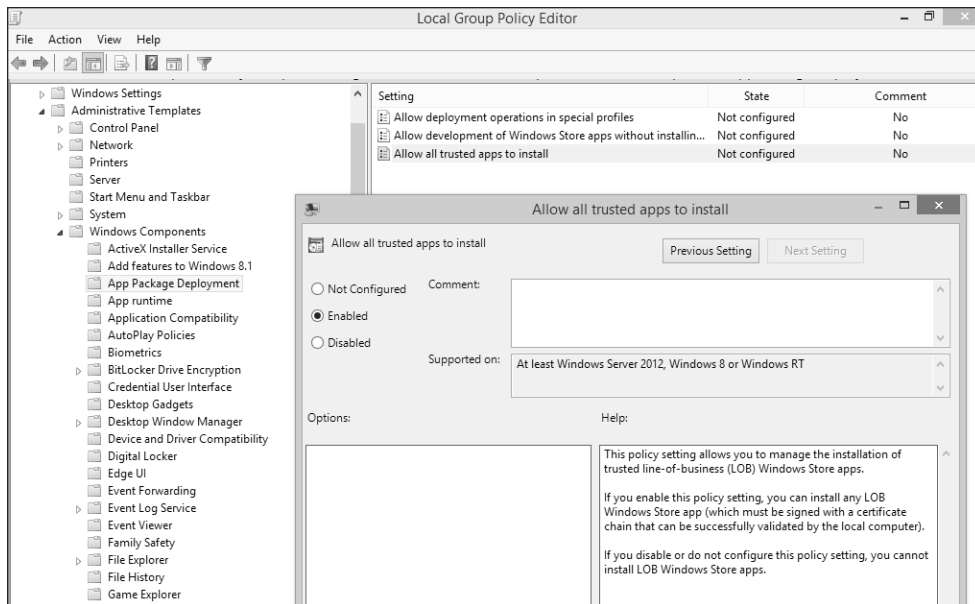 Local Group Policy Editor
File Action View Help
Windows Settings
Administrative Templates
Control Panel
Network
Printers
Server
Start Menu and Taskbar
System
Windows Components
ActiveX Installer Service
Add features to Windows 8.1
App Package Deployment
App runtime
Application Compatibility
AutoPlay Policies
Biometrics
BitLocker Drive Encryption
Credential User Interface
Desktop Gadgets
Desktop Window Manager
Device and Driver Compatibility
Digital Locker
Edge UI
Event Forwarding
Event Log Service
Event Viewer
Family Safety
File Explorer
File History
Game Explorer
Setting State Comment
Allow deployment operations in special profiles Not configured No
Allow development of Windows Store apps without installin... Not configured No
Allow all trusted apps to install Not configured No
Allow all trusted apps to install
Allow all trusted apps to install
Previous Setting Next Setting
Not Configured
Enabled
Disabled
Comment:
Supported on: At least Windows Server 2012, Windows 8 or Windows RT
Options: Help:
This policy setting allows you to manage the installation of
trusted line-of-business (LOB) Windows Store apps.
If you enable this policy setting, you can install any LOB
Windows Store app (which must be signed with a certificate
chain that can be successfully validated by the local computer).
If you disable or do not configure this policy setting, you cannot
install LOB Windows Store apps.